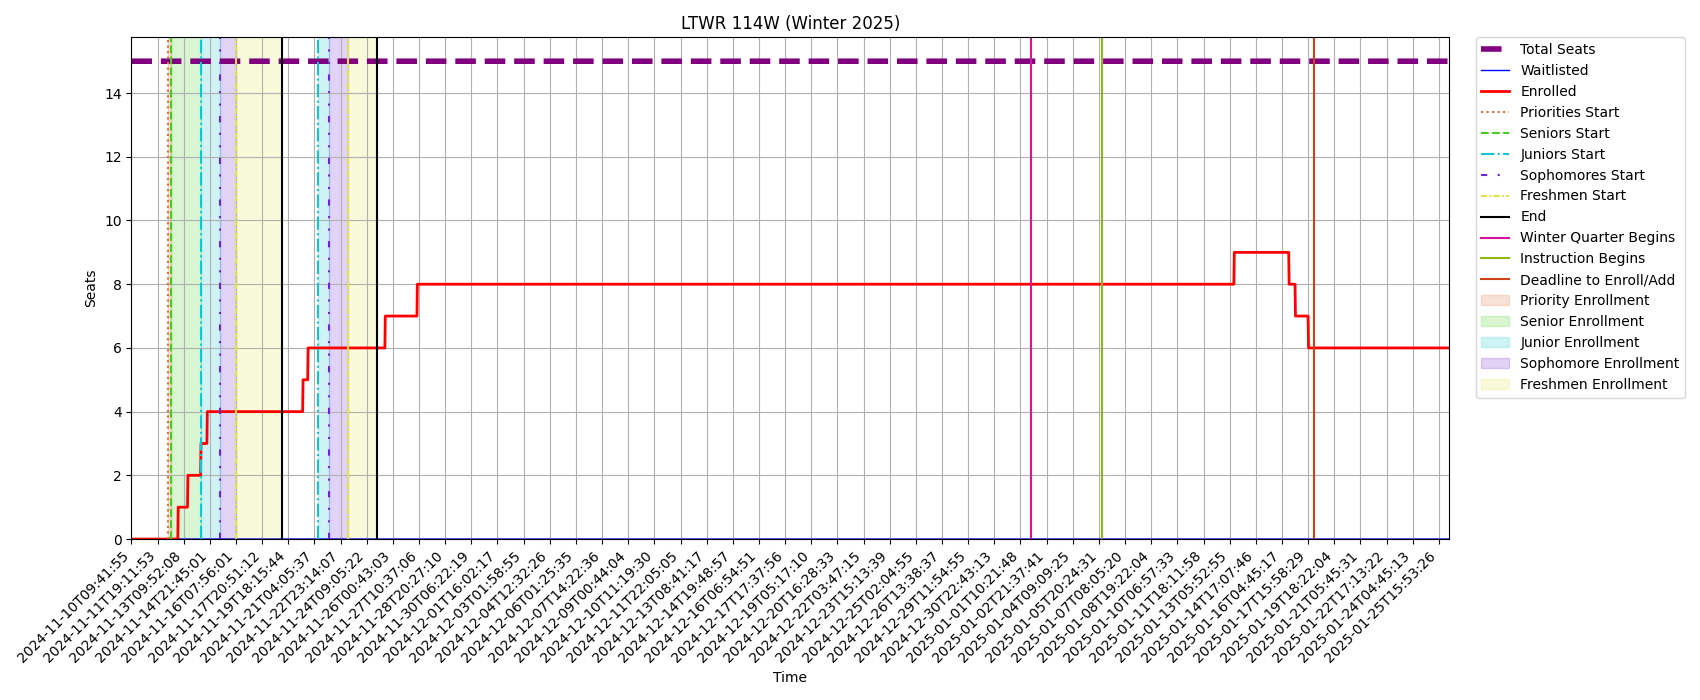 LTWR 114W (Winter 2025)
Seats
14
12
10
8
6
4
2
0
2024-11-10T09:41:55
2024-11-11T19:11:53
2024-11-13T09:52:08
2024-11-14T21:45:01
2024-11-16T07:56:01
2024-11-17T20:51:12
2024-11-19T18:15:44
2024-11-21T04:05:37
2024-11-22T23:14:07
2024-11-24T09:05:22
2024-11-26T00:43:03
2024-11-27T10:37:06
2024-11-28T20:27:10
2024-11-30T06:22:19
2024-12-01T16:02:17
2024-12-03T01:58:55
2024-12-04T12:32:26
2024-12-06T01:25:35
2024-12-07T14:22:36
2024-12-09T00:44:04
2024-12-10T11:19:30
2024-12-11T22:05:05
2024-12-13T08:41:17
2024-12-14T19:48:57
2024-12-16T06:54:51
2024-12-17T17:37:56
2024-12-19T05:17:10
2024-12-20T16:28:33
2024-12-22T03:47:15
2024-12-23T15:13:39
2024-12-25T02:04:55
2024-12-26T13:38:37
2024-12-29T11:54:55
2024-12-30T22:43:13
2025-01-01T10:21:48
2025-01-02T21:37:41
2025-01-04T09:09:25
2025-01-05T20:24:31
2025-01-07T08:05:20
2025-01-08T19:22:04
2025-01-10T06:57:33
2025-01-11T18:11:58
2025-01-13T05:52:55
2025-01-14T17:07:46
2025-01-16T04:45:17
2025-01-17T15:58:29
2025-01-19T18:22:04
2025-01-21T05:45:31
2025-01-22T17:13:22
2025-01-24T04:45:13
2025-01-25T15:53:26
Time
Total Seats
Waitlisted
Enrolled
Priorities Start
Seniors Start
Juniors Start
Sophomores Start
Freshmen Start
End
Winter Quarter Begins
Instruction Begins
Deadline to Enroll/Add
Priority Enrollment
Senior Enrollment
Junior Enrollment
Sophomore Enrollment
Freshmen Enrollment